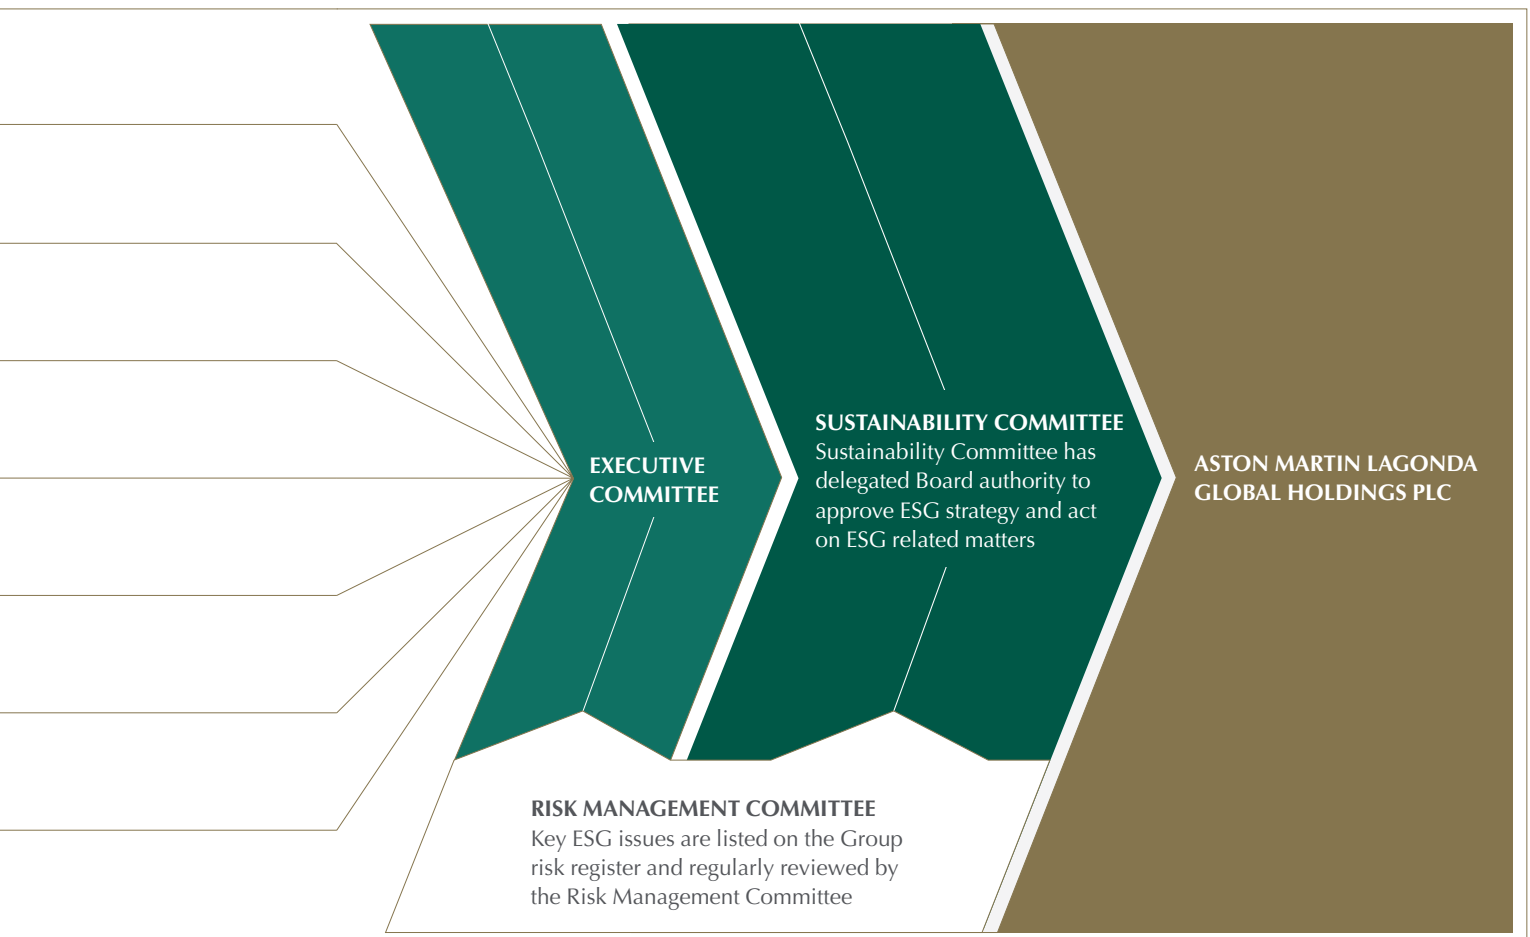 EXECUTIVE
COMMITTEE
SUSTAINABILITY COMMITTEE
Sustainability Committee has
delegated Board authority to
approve ESG strategy and act
on ESG related matters
ASTON MARTIN LAGONDA
GLOBAL HOLDINGS PLC
RISK MANAGEMENT COMMITTEE
Key ESG issues are listed on the Group
risk register and regularly reviewed by
the Risk Management Committee